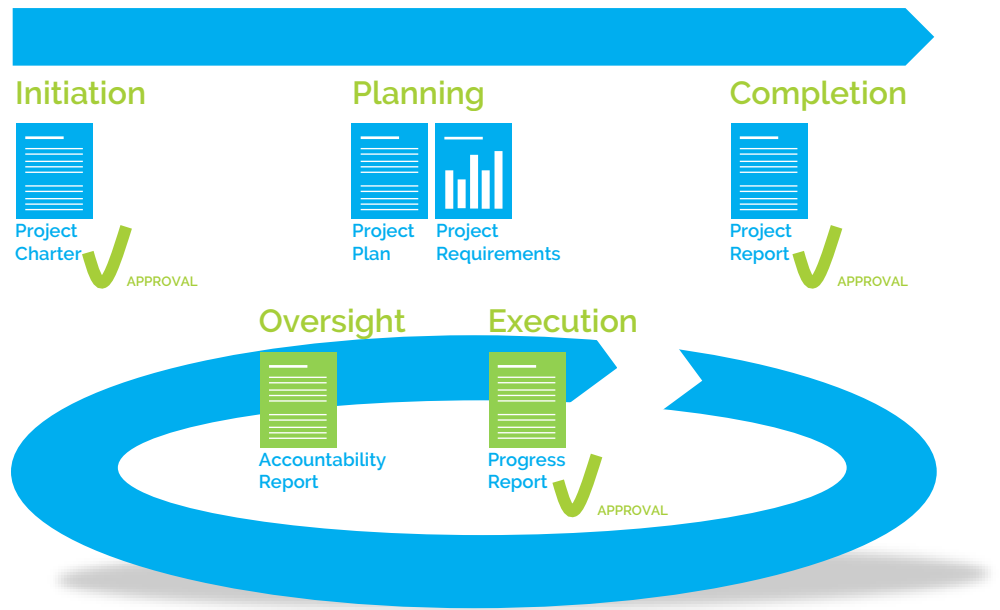 Initiation
Planning
Completion
Project
Charter
APPROVAL
Project
Plan
Project
Requirements
Project
Report
APPROVAL
Oversight
Execution
Accountability
Report
Progress
Report
APPROVAL